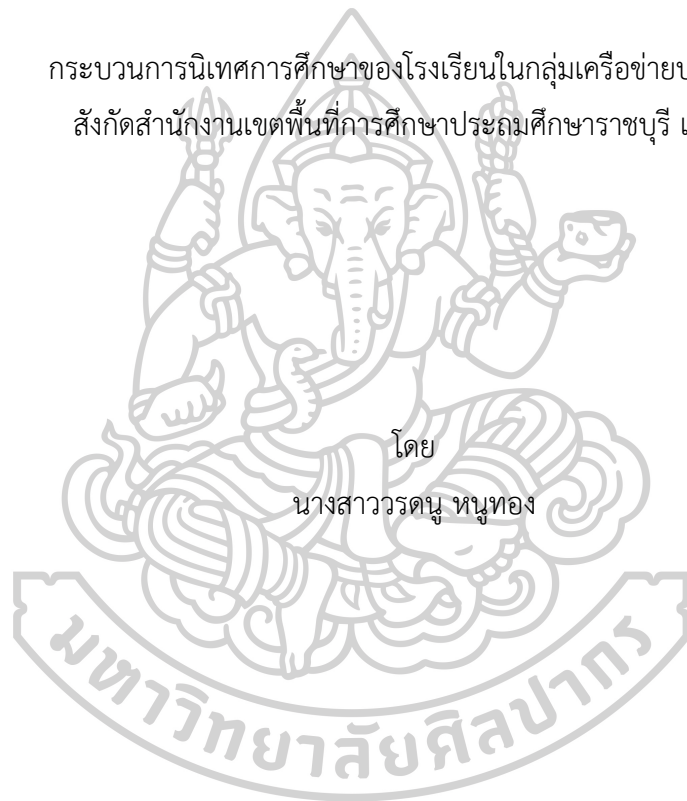 กระบวนการนิเทศการศึกษาของโรงเรียนในกลุ่มเครือข่าย
สังกัดสำนักงานเขตพื้นที่การศึกษาประถมศึกษาราชบุรี
โดย
นางสาววรดนู หนูทอง
มหาวิทยาลัยศิลปากร